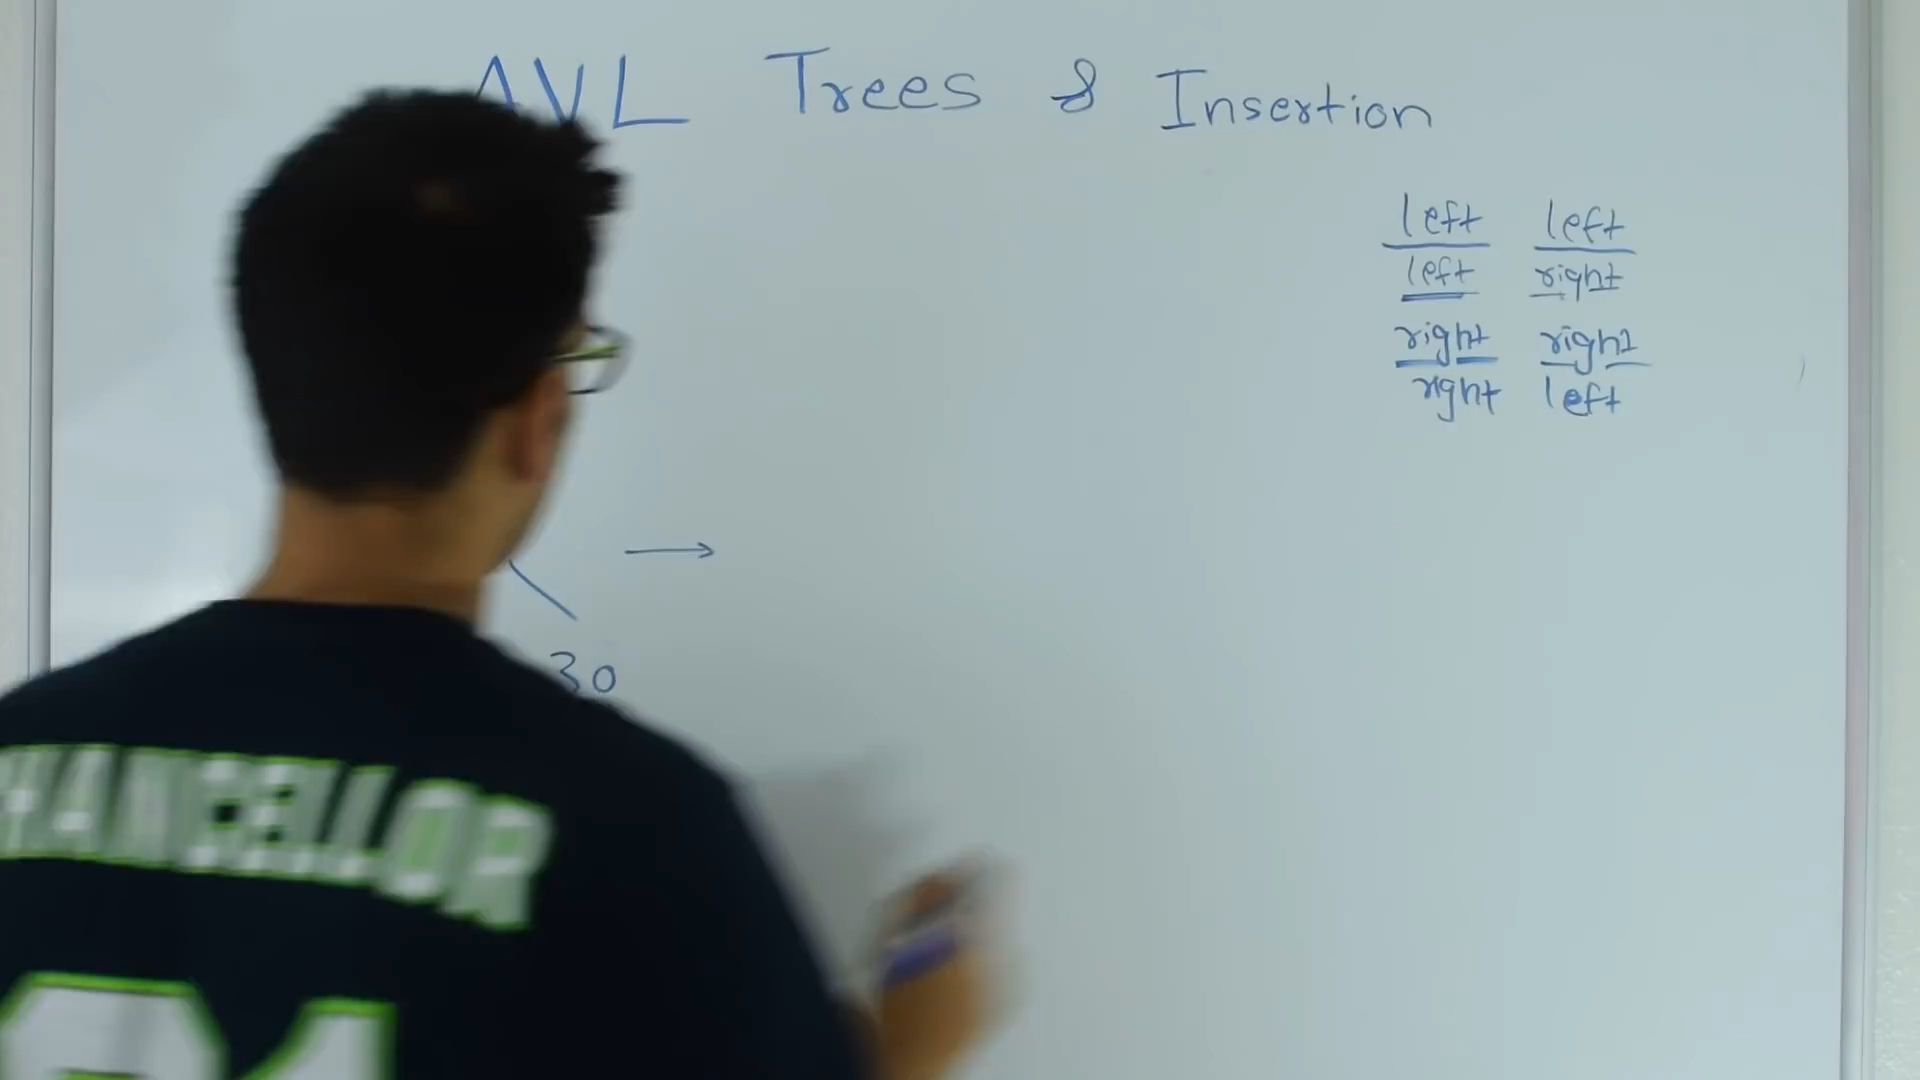 AVL Trees & Insertion
left left
left right
right right
right left
30
HANCELLOR